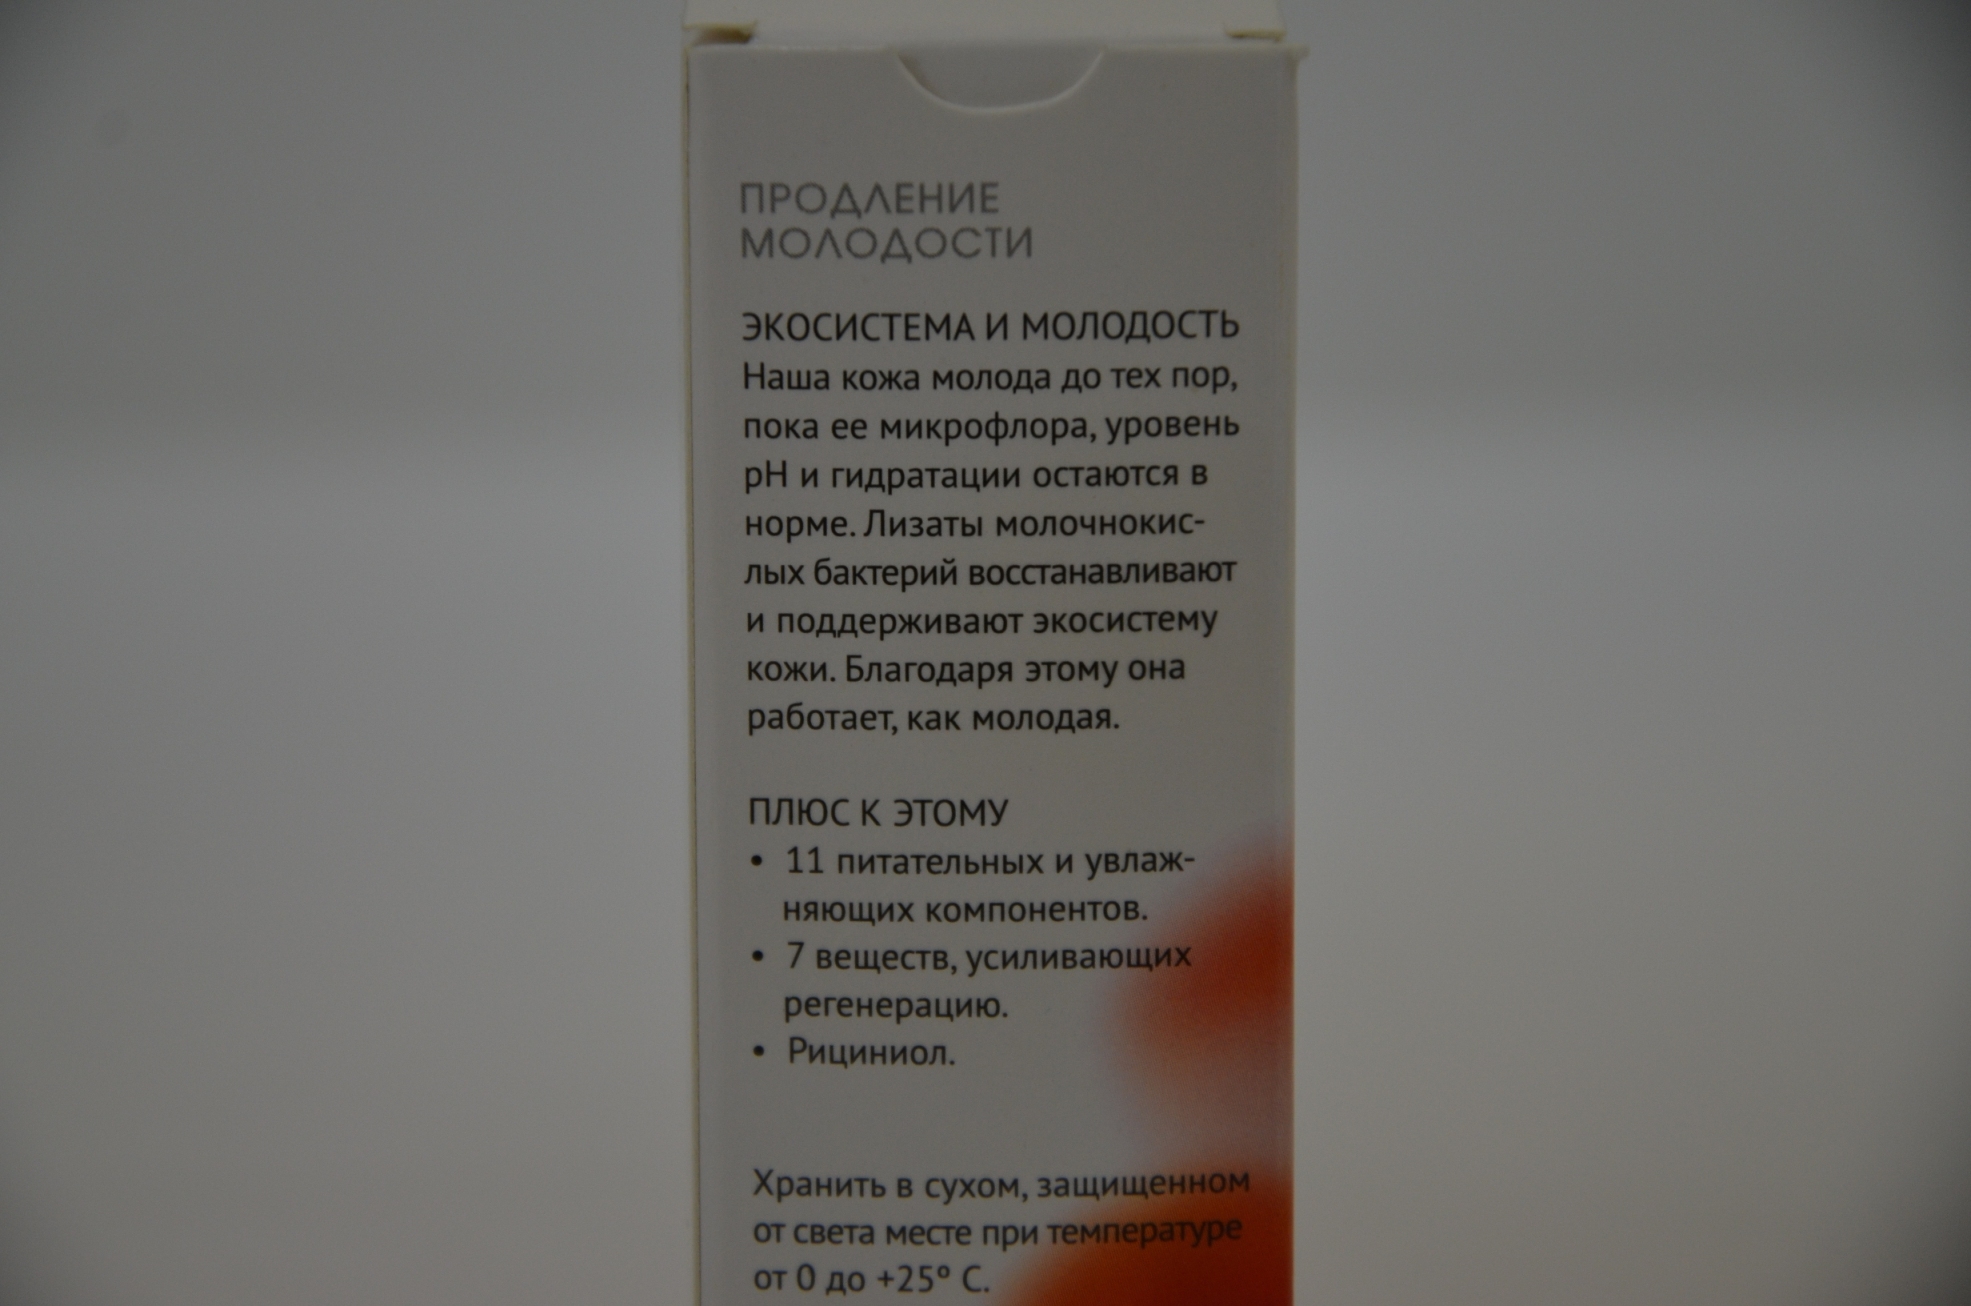 ПРОДЛЕНИЕ
МОЛОДОСТИ
ЭКОСИСТЕМА И МОЛОДОСТЬ
Наша кожа молода до тех пор,
пока ее микрофлора, уровень
pH и гидратации остаются в
норме. Лизаты молочнокис-
лых бактерий восстанавливают
и поддерживают экосистему
кожи. Благодаря этому она
работает, как молодая.
ПЛЮС К ЭТОМУ
• 11 питательных и увлаж-
няющих компонентов.
• 7 веществ, усиливающих
регенерацию.
• Рициниол.
Хранить в сухом, защищенном
от света месте при температуре
от 0 до +25º С.